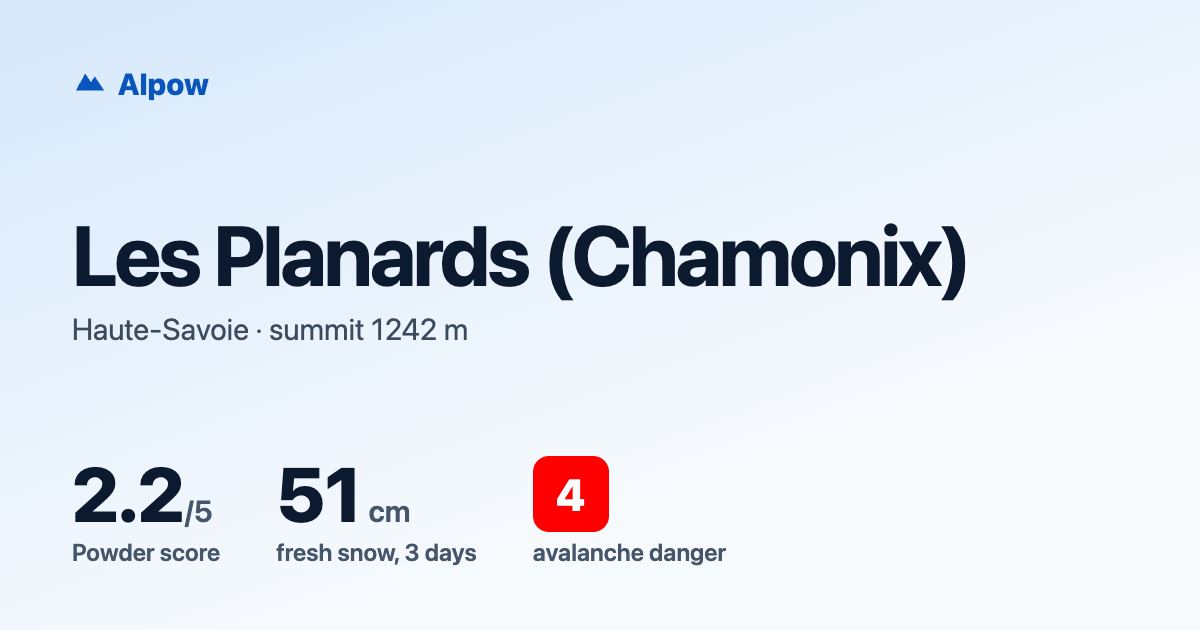 Alpow
Les Planards (Chamonix)
Haute-Savoie · summit 1242 m
2.2/5
Powder score
51 cm
fresh snow, 3 days
4
avalanche danger